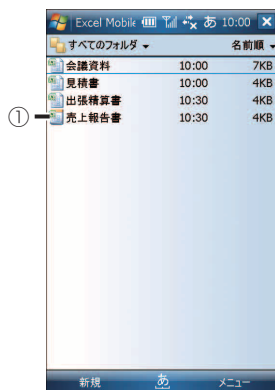 Excel Mobile あ 10:00
すべてのフォルダ 名前順
会議資料 10:00 7KB
見積書 10:00 4KB
出張精算書 10:30 4KB
① 売上報告書 10:30 4KB
新規 あ メニュー